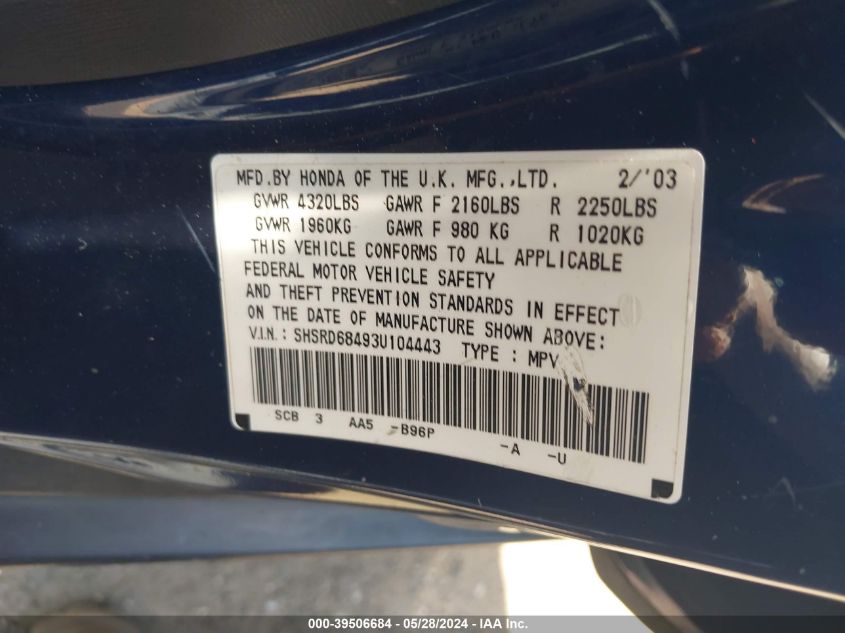 MFD.BY HONDA OF THE U.K. MFG.,LTD. 2/'03
GVWR 4320LBS GAWR F 2160LBS R 2250LBS
GVWR 1960KG GAWR F 980 KG R 1020KG
THIS VEHICLE CONFORMS TO ALL APPLICABLE
FEDERAL MOTOR VEHICLE SAFETY
AND THEFT PREVENTION STANDARDS IN EFFECT
ON THE DATE OF MANUFACTURE SHOWN ABOVE:
V.I.N.: SHSRD68493U104443 TYPE : MPV
SCB 3 AA5 -B96P -A -U
000-39506684 / 05/28/2024 - IAA Inc.